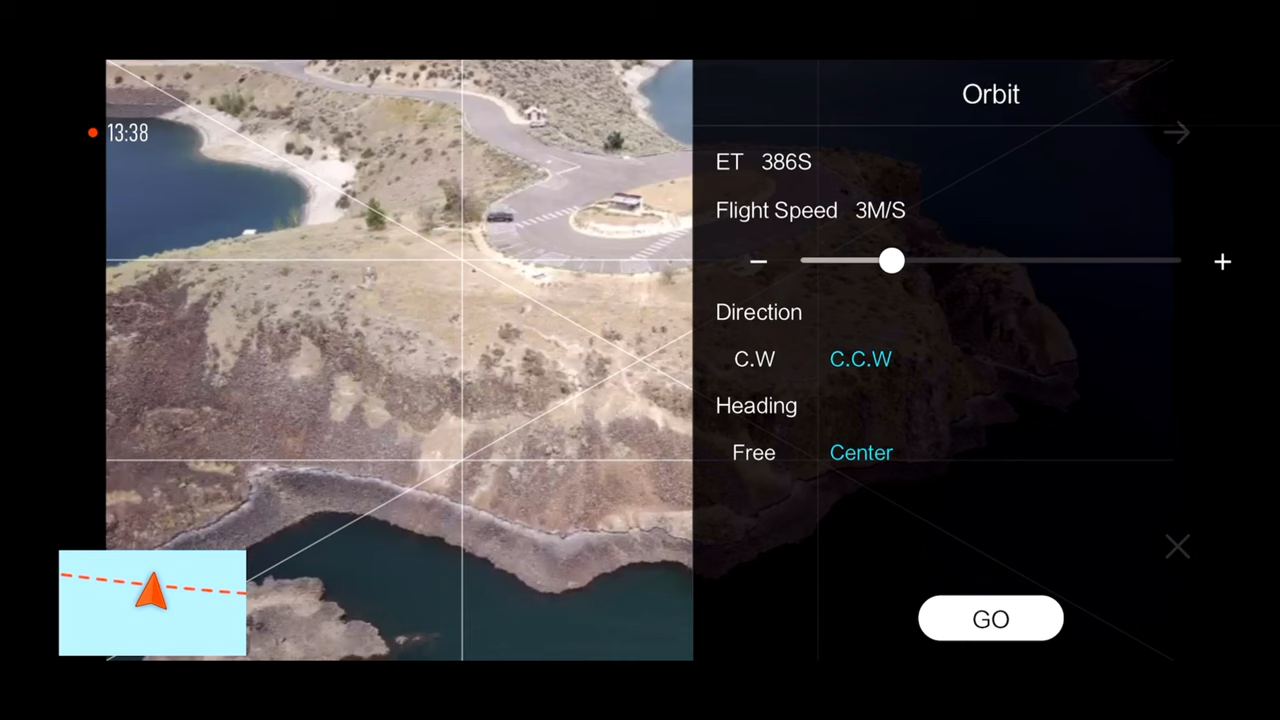 13:38
Orbit
ET 386S
Flight Speed 3M/S
− +
Direction
C.W C.C.W
Heading
Free Center
GO